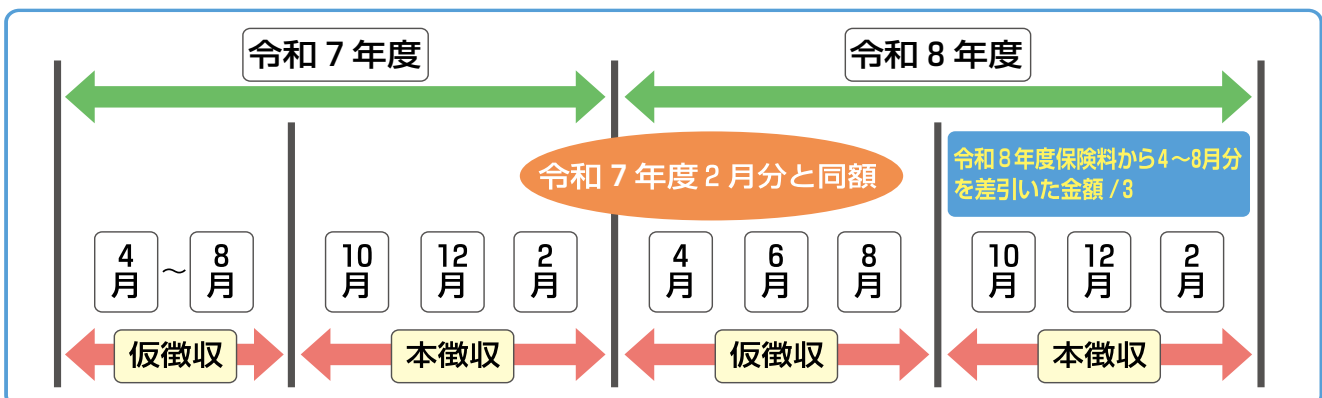 令和７年度
令和８年度
令和７年度２月分と同額
令和８年度保険料から4〜8月分
を差引いた金額 /3
4
月
〜
8
月
10
月
12
月
2
月
4
月
6
月
8
月
10
月
12
月
2
月
仮徴収
本徴収
仮徴収
本徴収